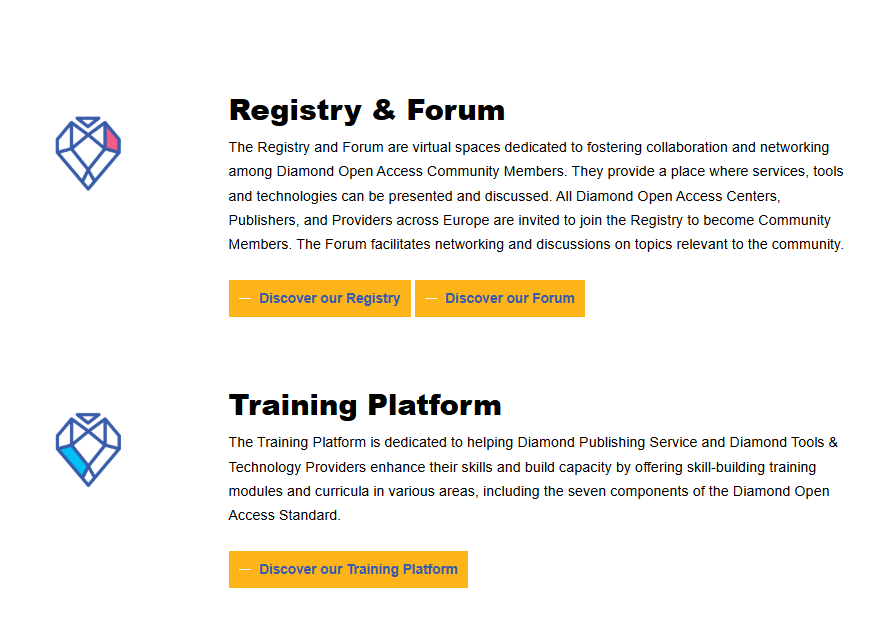 Registry & Forum
The Registry and Forum are virtual spaces dedicated to fostering collaboration and networking
among Diamond Open Access Community Members. They provide a place where services, tools
and technologies can be presented and discussed. All Diamond Open Access Centers,
Publishers, and Providers across Europe are invited to join the Registry to become Community
Members. The Forum facilitates networking and discussions on topics relevant to the community.
— Discover our Registry — Discover our Forum
Training Platform
The Training Platform is dedicated to helping Diamond Publishing Service and Diamond Tools &
Technology Providers enhance their skills and build capacity by offering skill-building training
modules and curricula in various areas, including the seven components of the Diamond Open
Access Standard.
— Discover our Training Platform